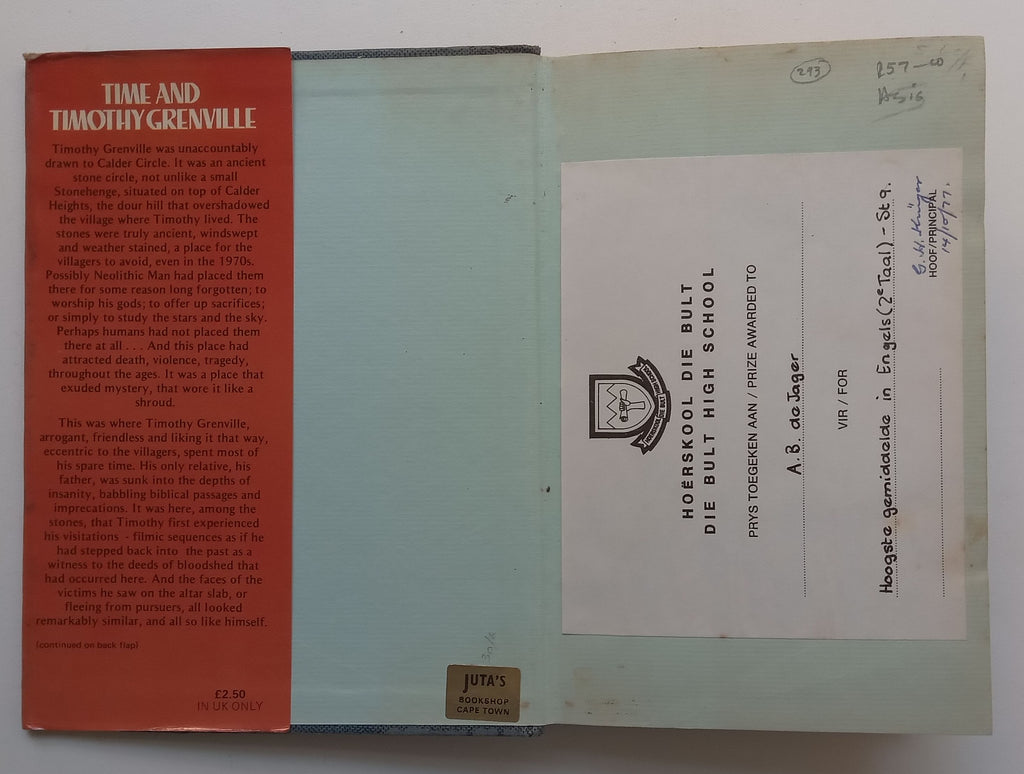 TIME AND
TIMOTHY GRENVILLE
Timothy Grenville was unaccountably
drawn to Calder Circle. It was an ancient
stone circle, not unlike a small
Stonehenge, situated on top of Calder
Heights, the dour hill that overshadowed
the village where Timothy lived. The
stones were truly ancient, windswept
and weather stained, a place for the
villagers to avoid, even in the 1970s.
Possibly Neolithic Man had placed them
there for some reason long forgotten; to
worship his gods; to offer up sacrifices;
or simply to study the stars and the sky.
Perhaps humans had not placed them
there at all . . . And this place had
attracted death, violence, tragedy,
throughout the ages. It was a place that
exuded mystery, that wore it like a
shroud.
This was where Timothy Grenville,
arrogant, friendless and liking it that way,
eccentric to the villagers, spent most of
his spare time. His only relative, his
father, was sunk into the depths of
insanity, babbling biblical passages and
imprecations. It was here, among the
stones, that Timothy first experienced
his visitations - filmic sequences as if he
had stepped back into the past as a
witness to the deeds of bloodshed that
had occurred here. And the faces of the
victims he saw on the altar slab, or
fleeing from pursuers, all looked
remarkably similar, and all so like himself.
(continued on back flap)
£2.50
IN UK ONLY
JUTA'S
BOOKSHOP
CAPE TOWN
293
HOËRSKOOL DIE BULT
DIE BULT HIGH SCHOOL
PRYS TOEGEKEN AAN / PRIZE AWARDED TO
A.B. de Jager
VIR / FOR
Hoogste gemiddelde in Engels (2e Taal) - St 9.
G. H. Krüger
HOOF/PRINCIPAL
14/10/77.